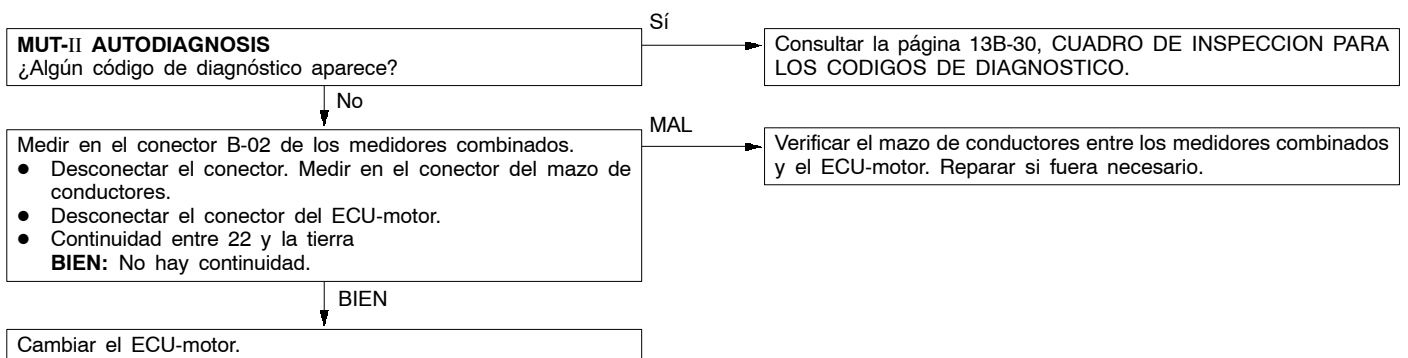 Sí
MUT-II AUTODIAGNOSIS
¿Algún código de diagnóstico aparece?
Consultar la página 13B-30, CUADRO DE INSPECCION PARA
LOS CODIGOS DE DIAGNOSTICO.
No
MAL
Medir en el conector B-02 de los medidores combinados.
● Desconectar el conector. Medir en el conector del mazo de
conductores.
● Desconectar el conector del ECU-motor.
● Continuidad entre 22 y la tierra
BIEN: No hay continuidad.
Verificar el mazo de conductores entre los medidores combinados
y el ECU-motor. Reparar si fuera necesario.
BIEN
Cambiar el ECU-motor.